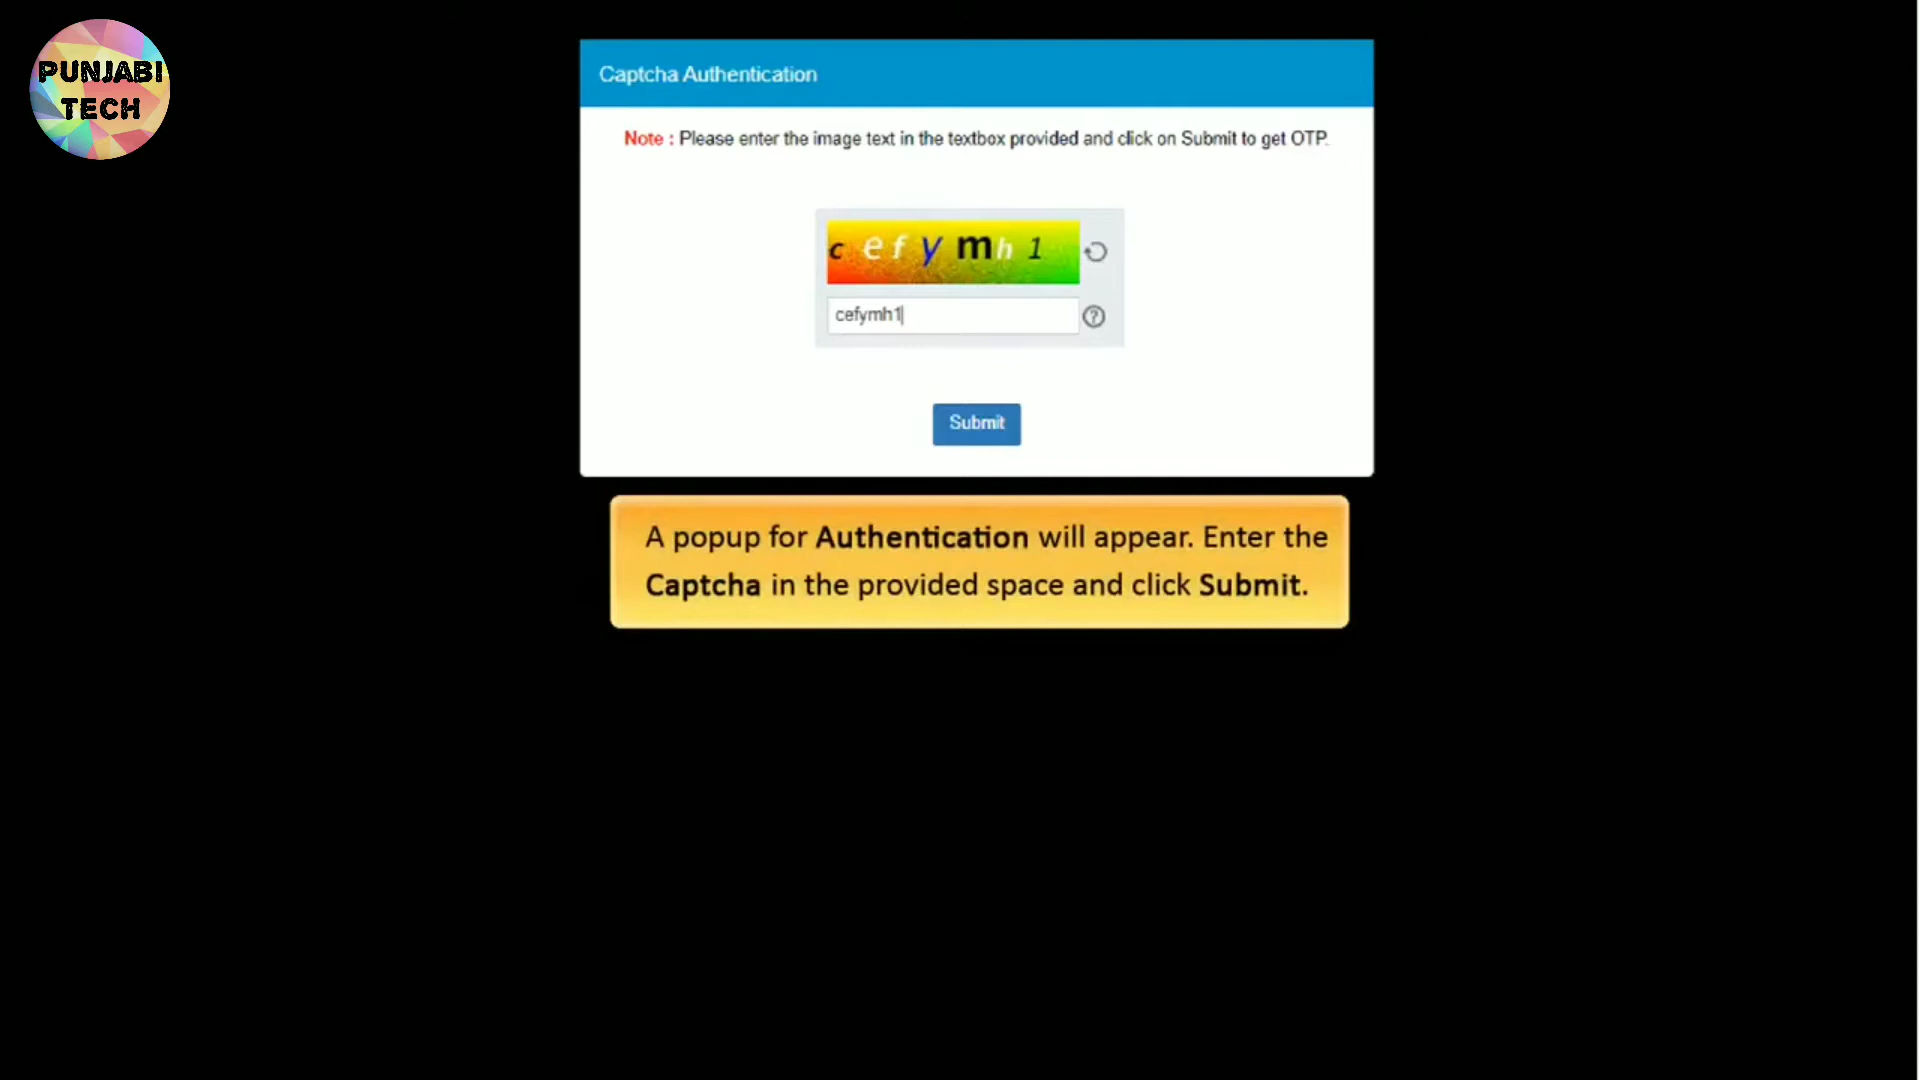 PUNJABI
TECH
Captcha Authentication
Note : Please enter the image text in the textbox provided and click on Submit to get OTP.
c e f y m h 1
cefymh1
Submit
A popup for Authentication will appear. Enter the
Captcha in the provided space and click Submit.